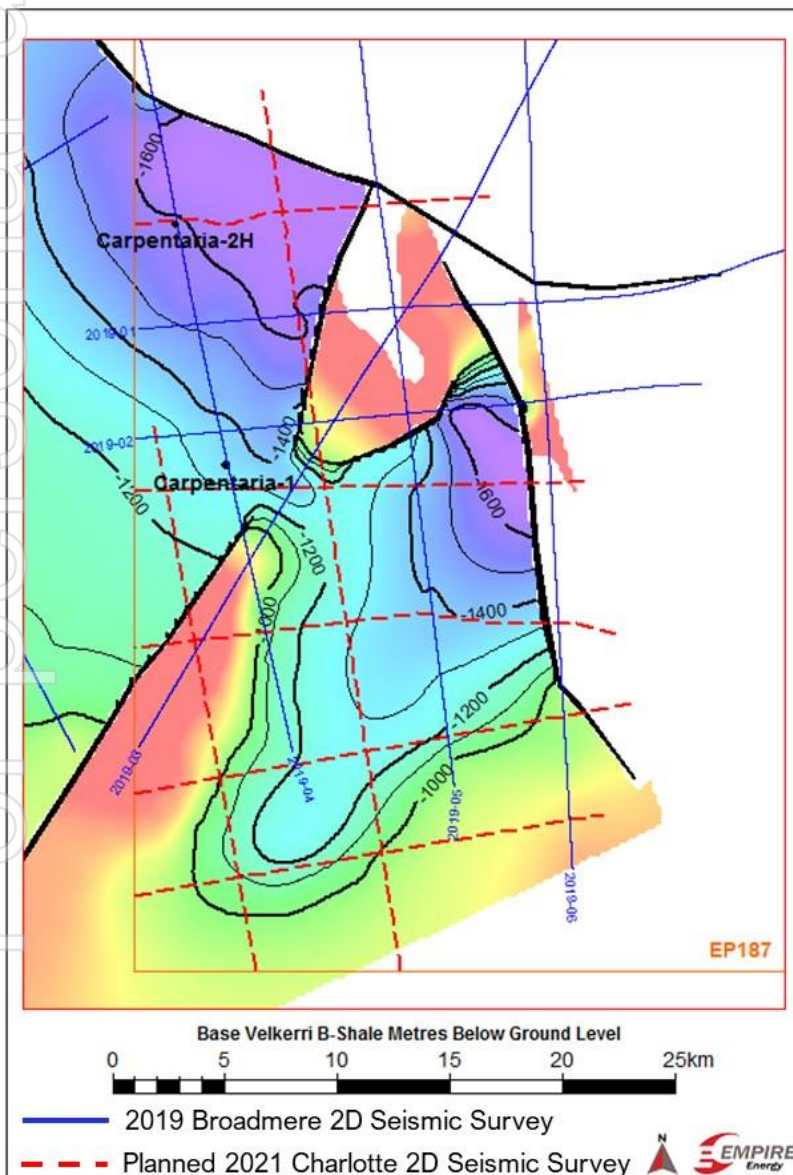 -1600
Carpentaria-2H
2019-01
2019-02
-1400
Carpentaria-1
-1200
-1600
-1200
-1000
-1400
-1200
-1000
2019-03
2019-04
2019-05
2019-06
EP187
Base Velkerri B-Shale Metres Below Ground Level
0 5 10 15 20 25km
2019 Broadmere 2D Seismic Survey
Planned 2021 Charlotte 2D Seismic Survey
N
EMPIRE
Energy